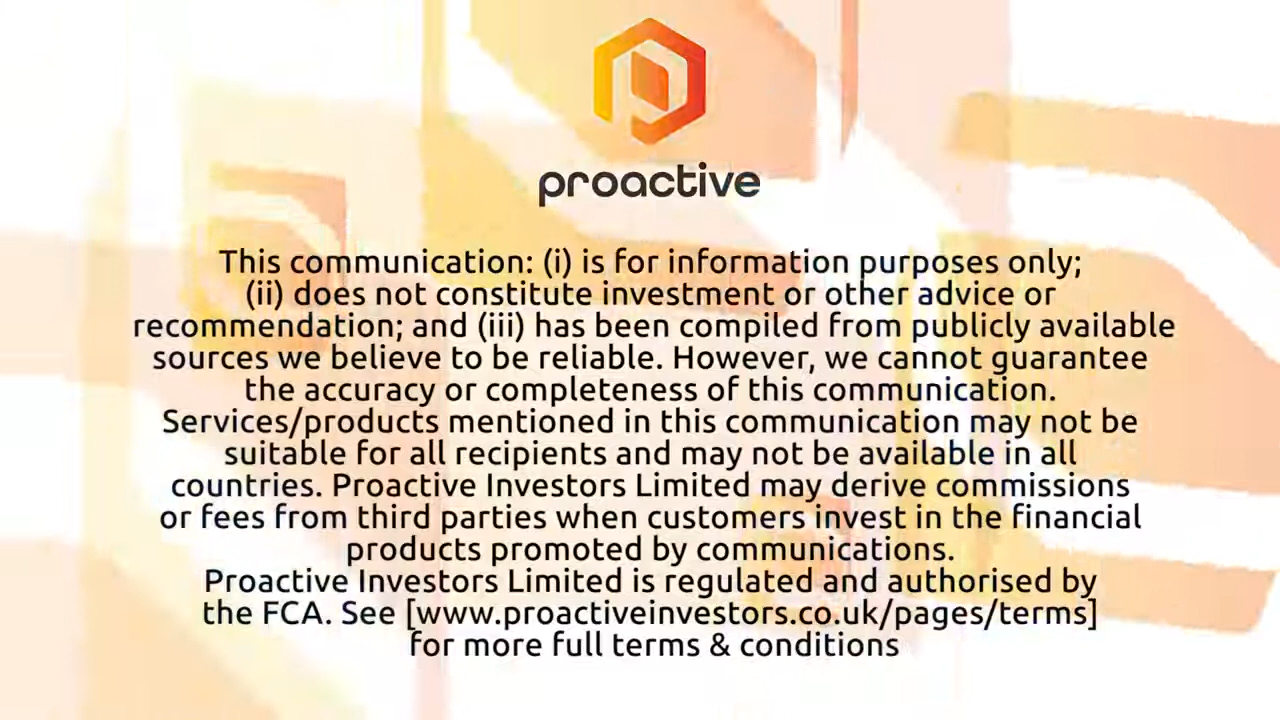 proactive
This communication: (i) is for information purposes only;
(ii) does not constitute investment or other advice or
recommendation; and (iii) has been compiled from publicly available
sources we believe to be reliable. However, we cannot guarantee
the accuracy or completeness of this communication.
Services/products mentioned in this communication may not be
suitable for all recipients and may not be available in all
countries. Proactive Investors Limited may derive commissions
or fees from third parties when customers invest in the financial
products promoted by communications.
Proactive Investors Limited is regulated and authorised by
the FCA. See [www.proactiveinvestors.co.uk/pages/terms]
for more full terms & conditions